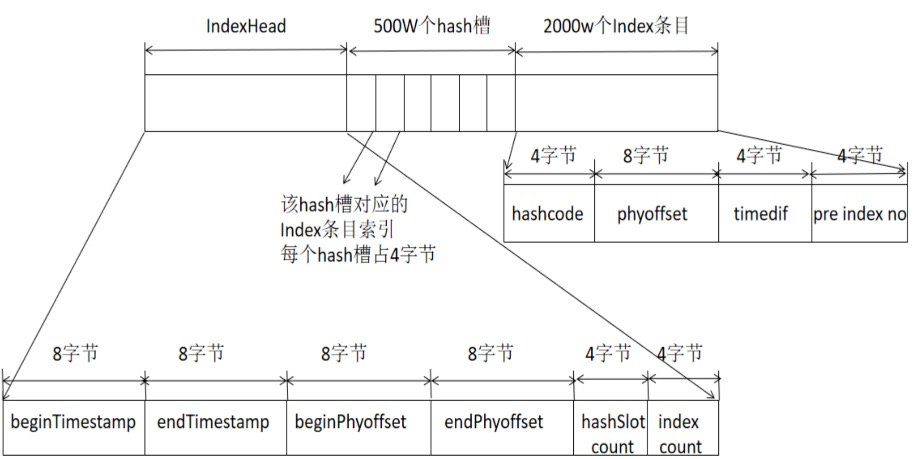 IndexHead
500W个hash槽
2000w个Index条目
4字节
8字节
4字节
4字节
hashcode
phyoffset
timedif
pre index no
该hash槽对应的
Index条目索引
每个hash槽占4字节
8字节
8字节
8字节
8字节
4字节
4字节
beginTimestamp
endTimestamp
beginPhyoffset
endPhyoffset
hashSlot
count
index
count